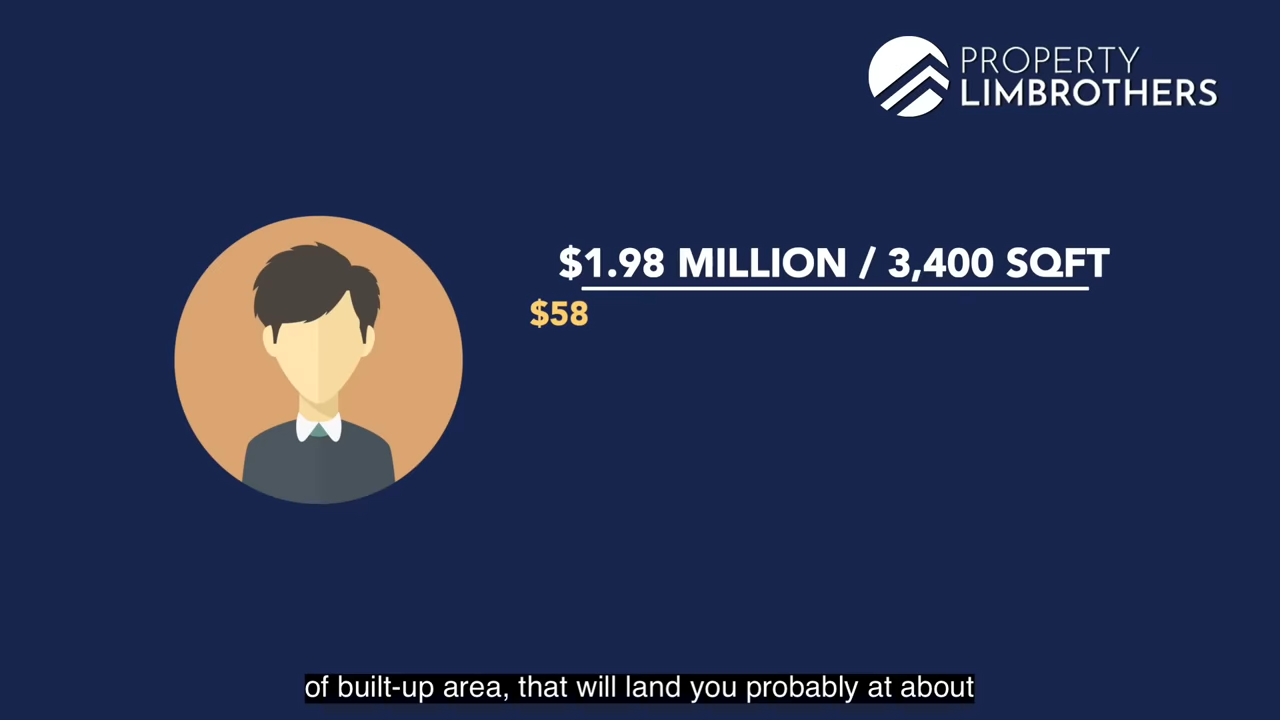 PROPERTY
LIMBROTHERS
$1.98 MILLION / 3,400 SQFT
$58
of built-up area, that will land you probably at about